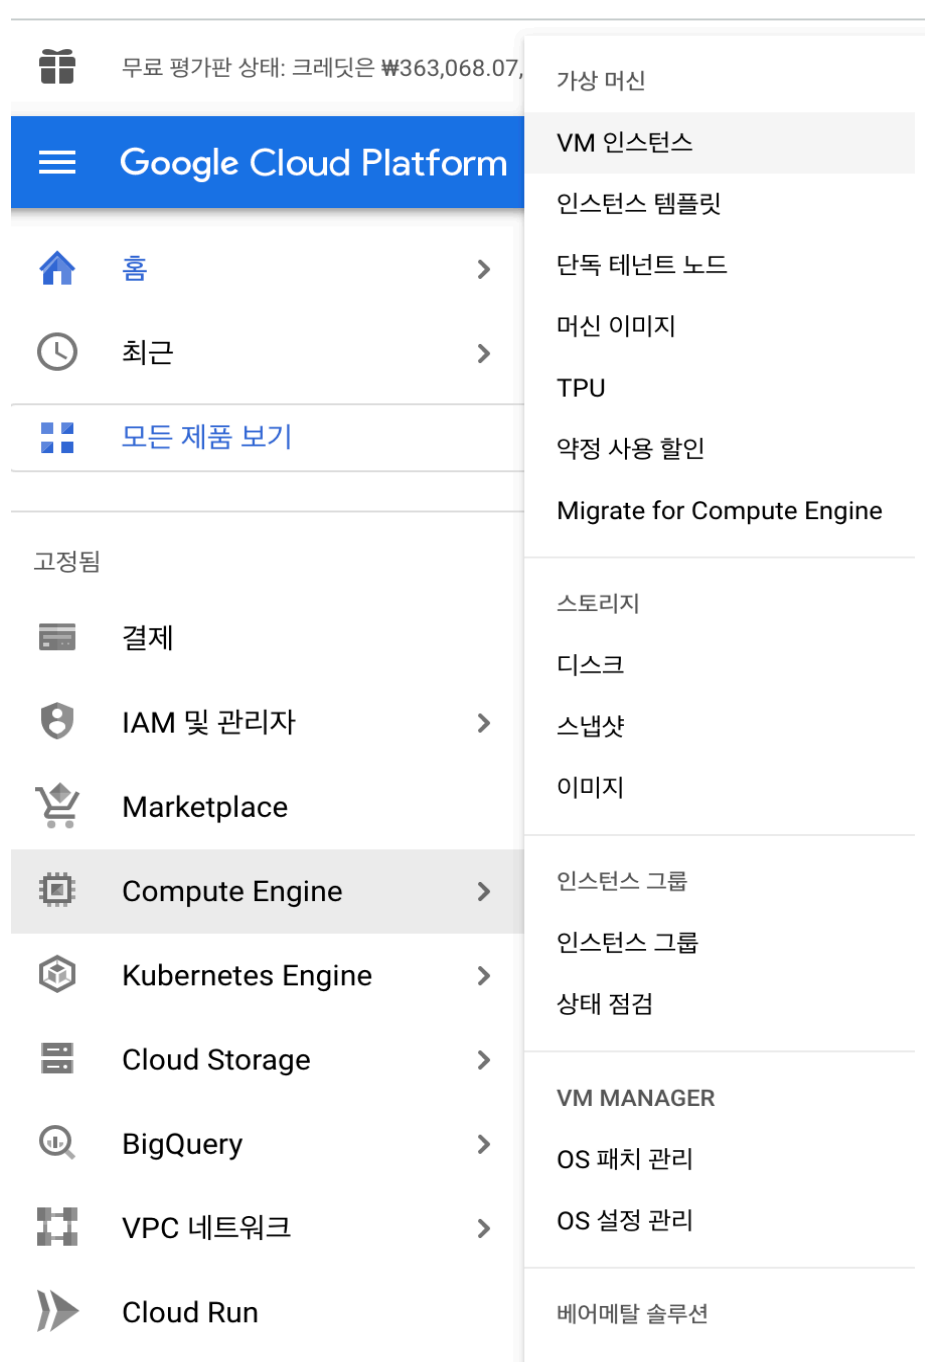 무료 평가판 상태: 크레딧은 ₩363,068.07,
Google Cloud Platform
홈
최근
모든 제품 보기
고정됨
결제
IAM 및 관리자
Marketplace
Compute Engine
Kubernetes Engine
Cloud Storage
BigQuery
VPC 네트워크
Cloud Run
가상 머신
VM 인스턴스
인스턴스 템플릿
단독 테넌트 노드
머신 이미지
TPU
약정 사용 할인
Migrate for Compute Engine
스토리지
디스크
스냅샷
이미지
인스턴스 그룹
인스턴스 그룹
상태 점검
VM MANAGER
OS 패치 관리
OS 설정 관리
베어메탈 솔루션